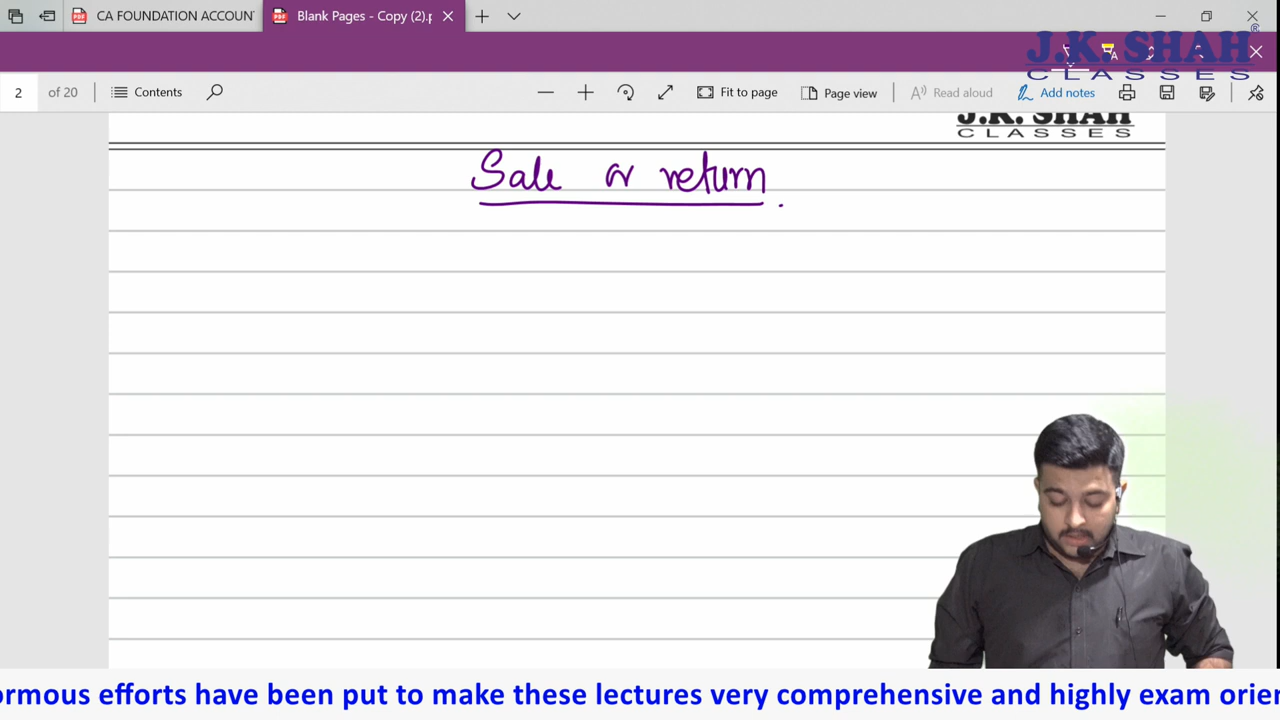 CA FOUNDATION ACCOUN
Blank Pages - Copy (2).p
J.K. SHAH®
CLASSES
2 of 20
Contents
Fit to page
Page view
Read aloud
Add notes
J.K. SHAH
CLASSES
Sale or return.
ormous efforts have been put to make these lectures very comprehensive and highly exam orien